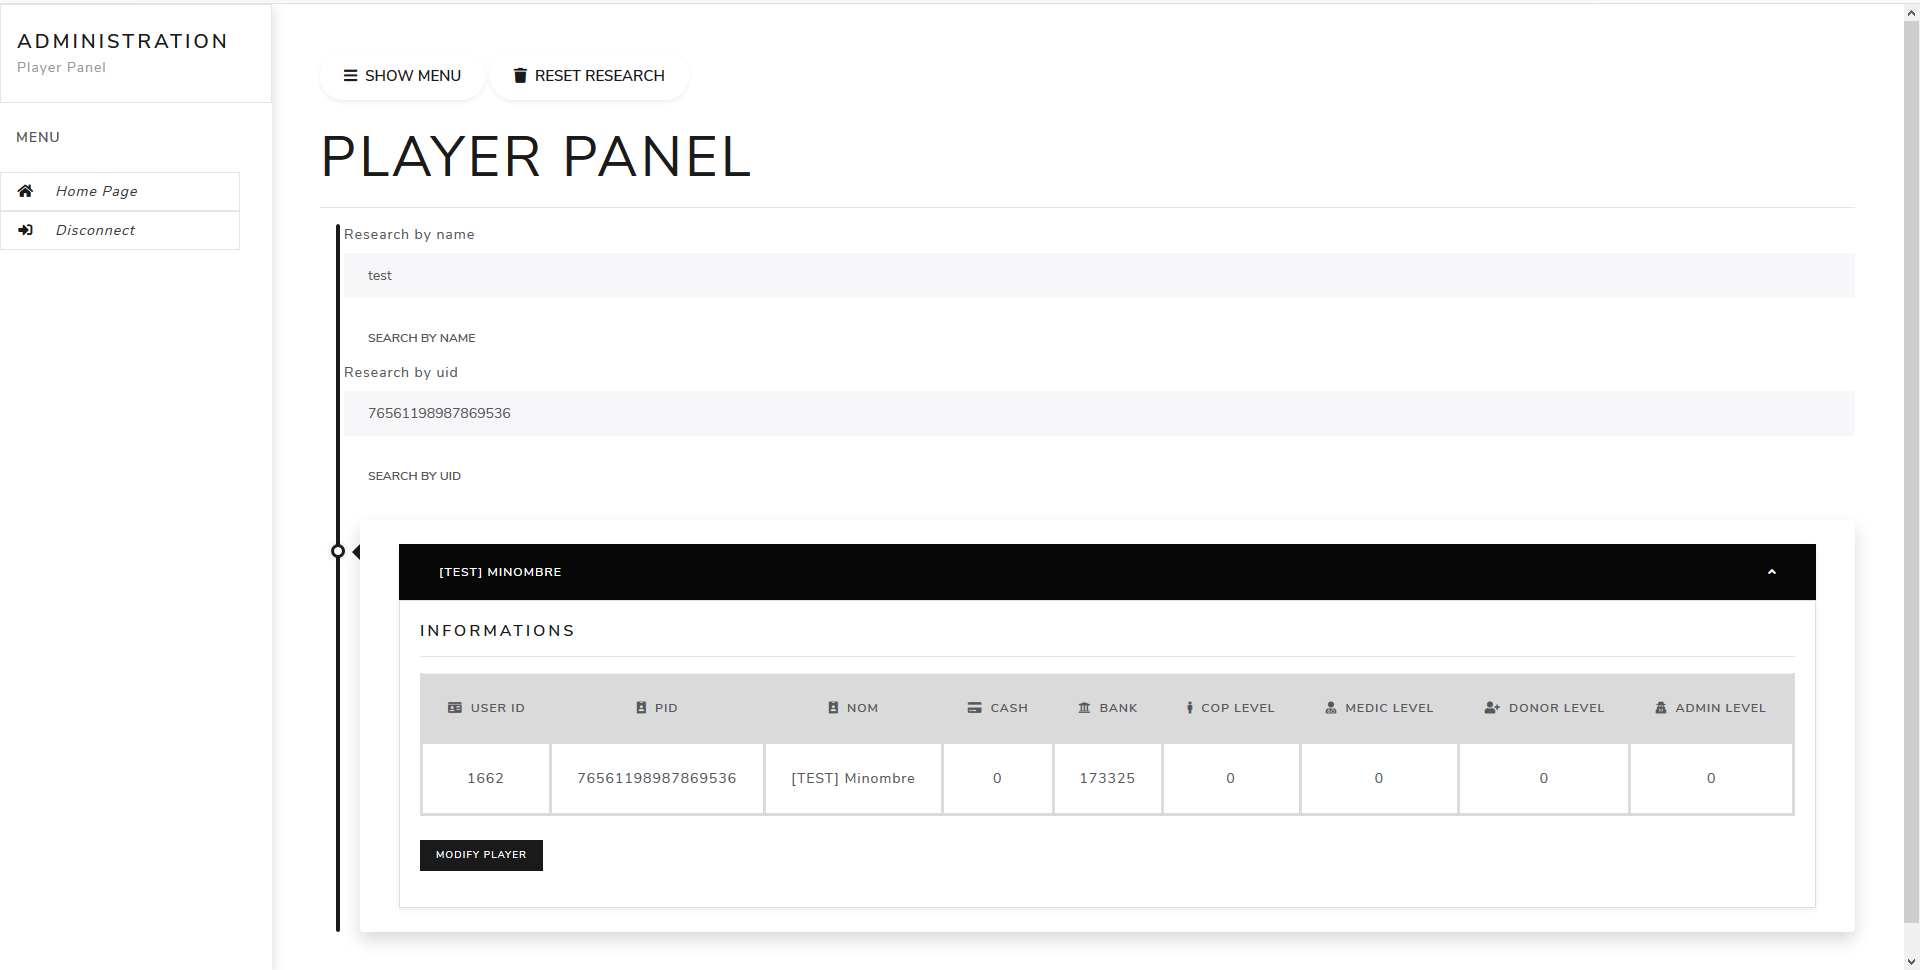 ADMINISTRATION
Player Panel
MENU
Home Page
Disconnect
SHOW MENU
RESET RESEARCH
PLAYER PANEL
Research by name
test
SEARCH BY NAME
Research by uid
76561198987869536
SEARCH BY UID
[TEST] MINOMBRE
INFORMATIONS
USER ID PID NOM CASH BANK COP LEVEL MEDIC LEVEL DONOR LEVEL ADMIN LEVEL
1662 76561198987869536 [TEST] Minombre 0 173325 0 0 0 0
MODIFY PLAYER